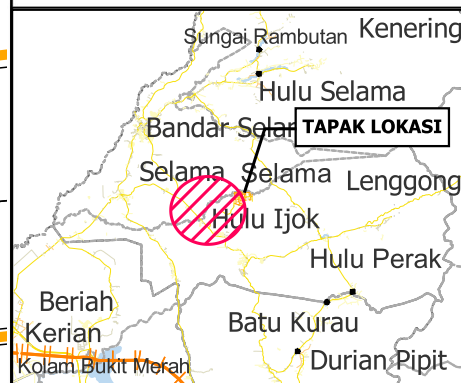 Kenering
Sungai Rambutan
Hulu Selama
Bandar Selama
TAPAK LOKASI
Selama
Selama
Lenggong
Hulu Ijok
Hulu Perak
Beriah
Batu Kurau
Kerian
Kolam Bukit Merah
Durian Pipit